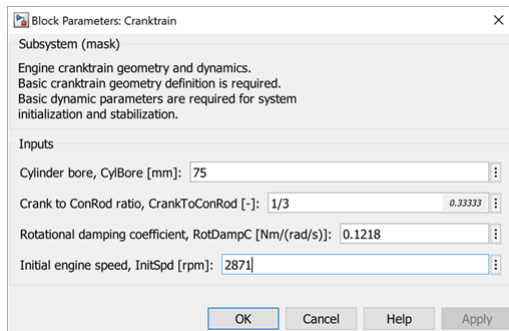 Block Parameters: Cranktrain
Subsystem (mask)
Engine cranktrain geometry and dynamics.
Basic cranktrain geometry definition is required.
Basic dynamic parameters are required for system
initialization and stabilization.
Inputs
Cylinder bore, CylBore [mm]: 75
Crank to ConRod ratio, CrankToConRod [-]: 1/3 0.33333
Rotational damping coefficient, RotDampC [Nm/(rad/s)]: 0.1218
Initial engine speed, InitSpd [rpm]: 2871
OK Cancel Help Apply